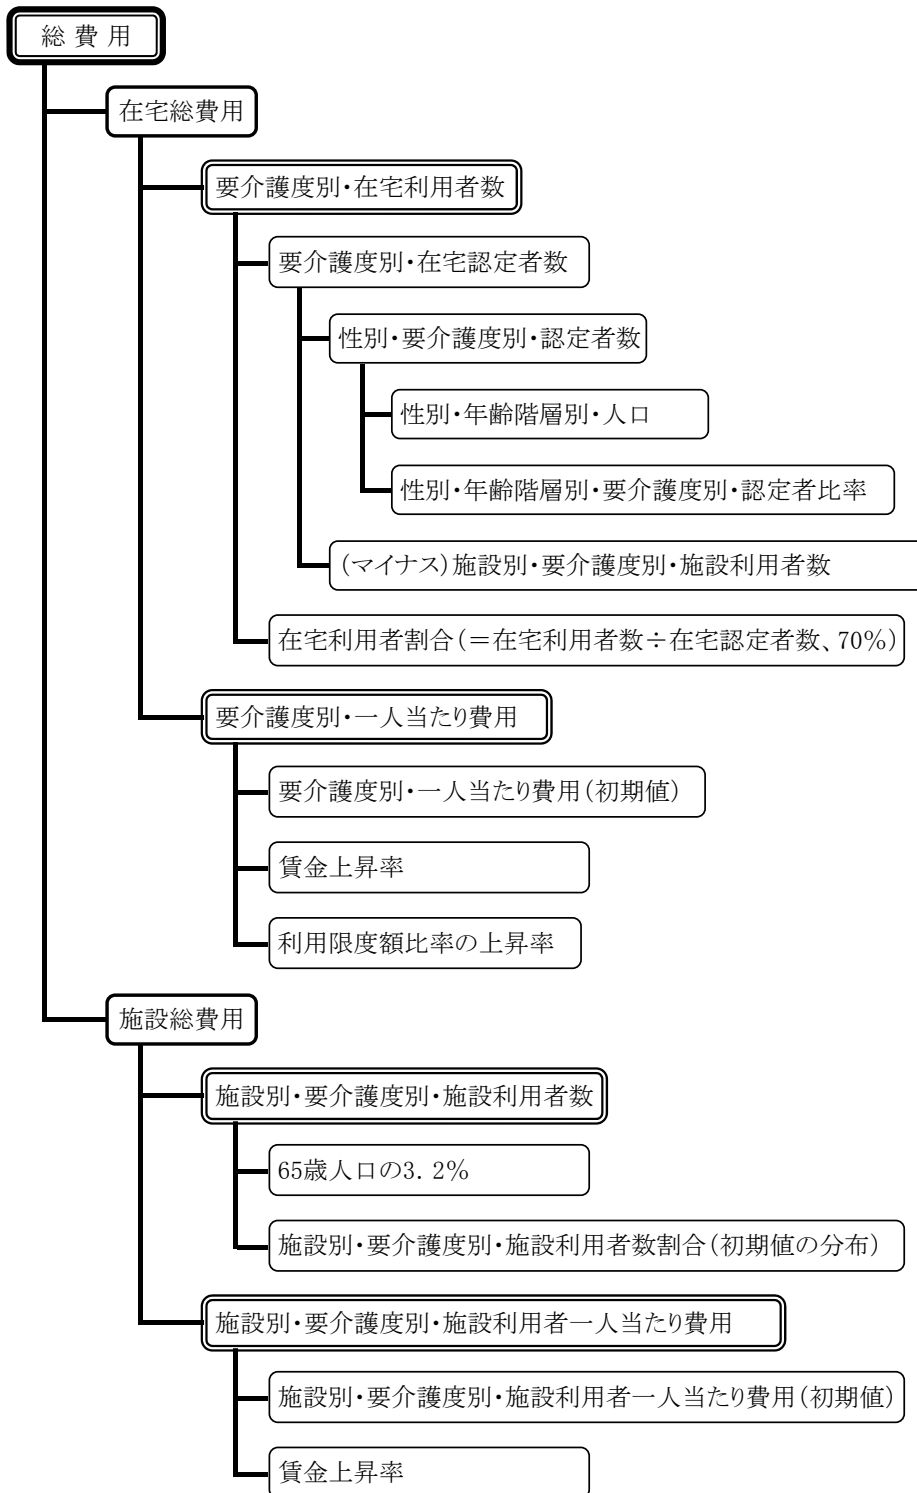 総 費 用
在宅総費用
要介護度別・在宅利用者数
要介護度別・在宅認定者数
性別・要介護度別・認定者数
性別・年齢階層別・人口
性別・年齢階層別・要介護度別・認定者比率
(マイナス)施設別・要介護度別・施設利用者数
在宅利用者割合(＝在宅利用者数÷在宅認定者数、70％)
要介護度別・一人当たり費用
要介護度別・一人当たり費用(初期値)
賃金上昇率
利用限度額比率の上昇率
施設総費用
施設別・要介護度別・施設利用者数
65歳人口の3．2％
施設別・要介護度別・施設利用者数割合(初期値の分布)
施設別・要介護度別・施設利用者一人当たり費用
施設別・要介護度別・施設利用者一人当たり費用(初期値)
賃金上昇率